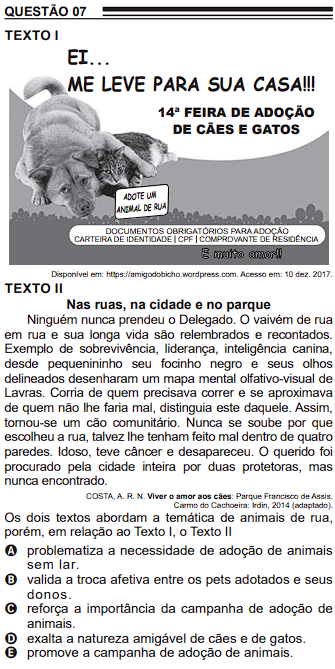 QUESTÃO 07
TEXTO I
EI...
ME LEVE PARA SUA CASA!!!
14ª FEIRA DE ADOÇÃO
DE CÃES E GATOS
ADOTE UM
ANIMAL DE RUA
DOCUMENTOS OBRIGATÓRIOS PARA ADOÇÃO
CARTEIRA DE IDENTIDADE | CPF | COMPROVANTE DE RESIDÊNCIA
E muito amor!!
Disponível em: https://amigodobicho.wordpress.com. Acesso em: 10 dez. 2017.
TEXTO II
Nas ruas, na cidade e no parque
Ninguém nunca prendeu o Delegado. O vaivém de rua
em rua e sua longa vida são relembrados e recontados.
Exemplo de sobrevivência, liderança, inteligência canina,
desde pequenininho seu focinho negro e seus olhos
delineados desenharam um mapa mental olfativo-visual de
Lavras. Corria de quem precisava correr e se aproximava
de quem não lhe faria mal, distinguia este daquele. Assim,
tornou-se um cão comunitário. Nunca se soube por que
escolheu a rua, talvez lhe tenham feito mal dentro de quatro
paredes. Idoso, teve câncer e desapareceu. O querido foi
procurado pela cidade inteira por duas protetoras, mas
nunca encontrado.
COSTA, A. R. N. Viver o amor aos cães: Parque Francisco de Assis.
Carmo do Cachoeira: Irdin, 2014 (adaptado).
Os dois textos abordam a temática de animais de rua,
porém, em relação ao Texto I, o Texto II
A problematiza a necessidade de adoção de animais
sem lar.
B valida a troca afetiva entre os pets adotados e seus
donos.
C reforça a importância da campanha de adoção de
animais.
D exalta a natureza amigável de cães e de gatos.
E promove a campanha de adoção de animais.